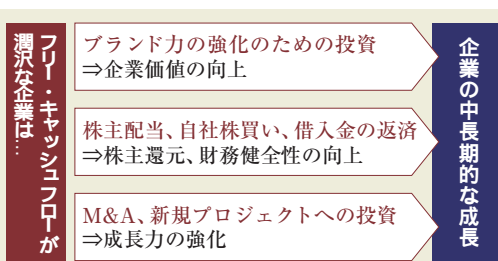 フリー・キャッシュフローが
潤沢な企業は…
ブランド力の強化のための投資
⇒企業価値の向上
株主配当、自社株買い、借入金の返済
⇒株主還元、財務健全性の向上
M&A、新規プロジェクトへの投資
⇒成長力の強化
企業の中長期的な成長